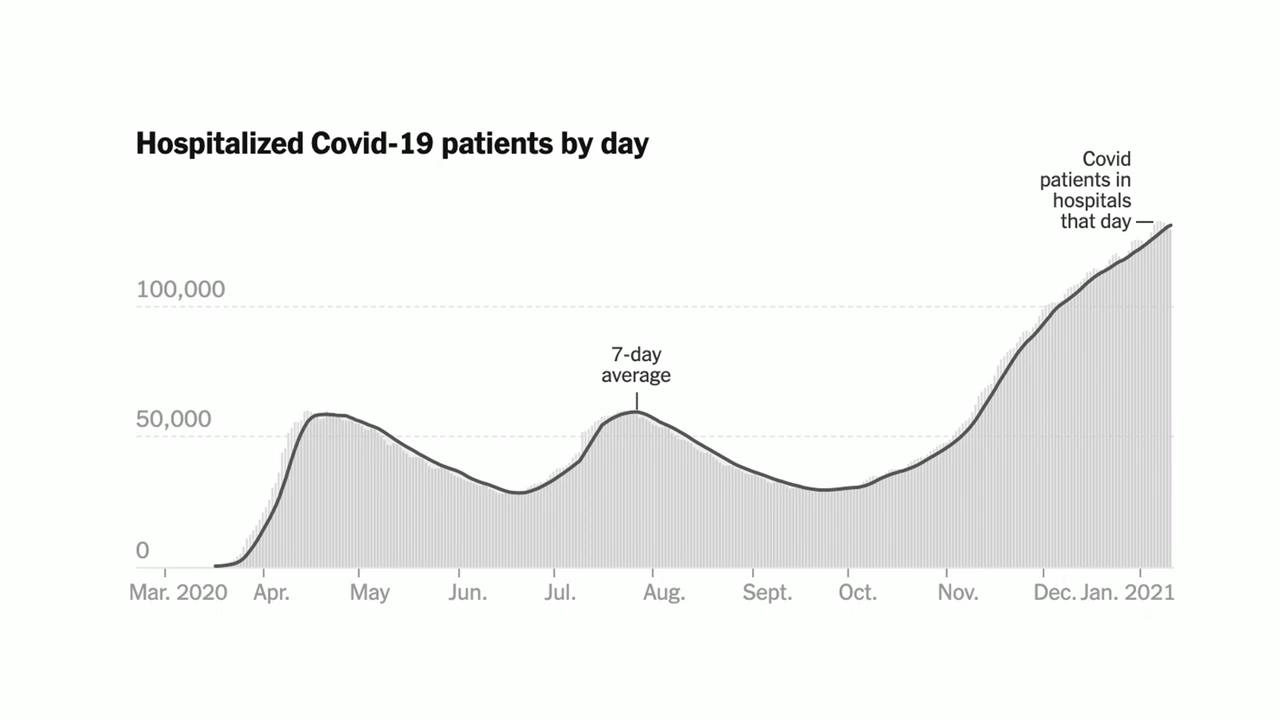 Hospitalized Covid-19 patients by day
Covid
patients in
hospitals
that day
100,000
7-day
average
50,000
0
Mar. 2020 Apr. May Jun. Jul. Aug. Sept. Oct. Nov. Dec. Jan. 2021